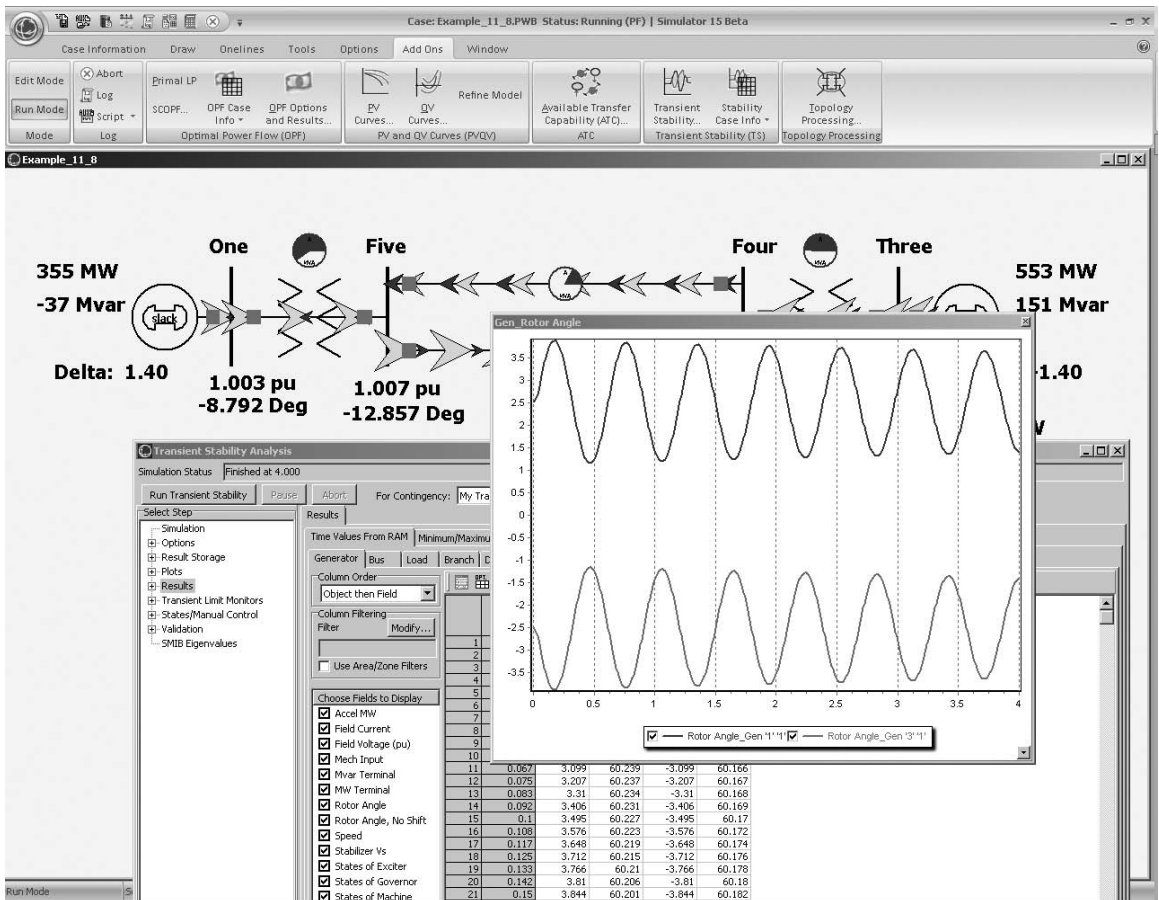 Case: Example_11_8.PWB Status: Running (PF) | Simulator 15 Beta
Case Information Draw Onelines Tools Options Add Ons Window
Edit Mode
Run Mode
Mode
Abort
Log
Script
Log
Primal LP
SCOPF...
OPF Case Info
OPF Options and Results...
Optimal Power Flow (OPF)
PV Curves...
QV Curves...
Refine Model
PV and QV Curves (PVQV)
Available Transfer Capability (ATC)...
ATC
Transient Stability...
Stability Case Info
Transient Stability (TS)
Topology Processing...
Topology Processing
Example_11_8
One
Five
Four
Three
355 MW
-37 Mvar
slack
Delta: 1.40
1.003 pu
-8.792 Deg
1.007 pu
-12.857 Deg
A
MVA
A
MVA
A
MVA
553 MW
151 Mvar
-1.40
Gen_Rotor Angle
3.5
3
2.5
2
1.5
1
0.5
0
-0.5
-1
-1.5
-2
-2.5
-3
-3.5
0 0.5 1 1.5 2 2.5 3 3.5 4
Rotor Angle_Gen '1' '1' Rotor Angle_Gen '3' '1'
Transient Stability Analysis
Simulation Status Finished at 4.000
Run Transient Stability Pause Abort For Contingency: My Tra
Select Step
Simulation
Options
Result Storage
Plots
Results
Transient Limit Monitors
States/Manual Control
Validation
SMIB Eigenvalues
Results
Time Values From RAM Minimum/Maximu
Generator Bus Load Branch D
Column Order
Object then Field
Column Filtering
Filter Modify...
Use Area/Zone Filters
Choose Fields to Display
Accel MW
Field Current
Field Voltage (pu)
Mech Input
Mvar Terminal
MW Terminal
Rotor Angle
Rotor Angle, No Shift
Speed
Stabilizer Vs
States of Exciter
States of Governor
States of Machine
1
2
3
4
5
6
7
8
9
10
11 0.067 3.099 60.239 -3.099 60.166
12 0.075 3.207 60.237 -3.207 60.167
13 0.083 3.31 60.234 -3.31 60.168
14 0.092 3.406 60.231 -3.406 60.169
15 0.1 3.495 60.227 -3.495 60.17
16 0.108 3.576 60.223 -3.576 60.172
17 0.117 3.648 60.219 -3.648 60.174
18 0.125 3.712 60.215 -3.712 60.176
19 0.133 3.766 60.21 -3.766 60.178
20 0.142 3.81 60.206 -3.81 60.18
21 0.15 3.844 60.201 -3.844 60.182
Run Mode